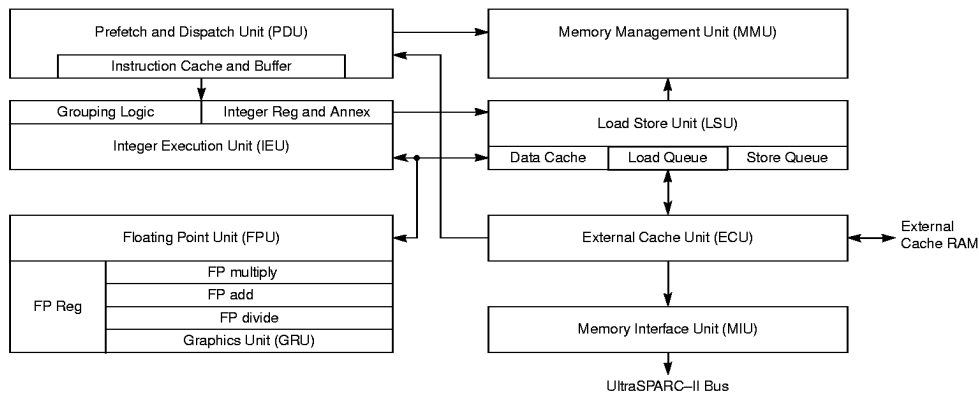 Prefetch and Dispatch Unit (PDU)
Instruction Cache and Buffer
Memory Management Unit (MMU)
Grouping Logic
Integer Reg and Annex
Integer Execution Unit (IEU)
Load Store Unit (LSU)
Data Cache
Load Queue
Store Queue
Floating Point Unit (FPU)
FP Reg
FP multiply
FP add
FP divide
Graphics Unit (GRU)
External Cache Unit (ECU)
External
Cache RAM
Memory Interface Unit (MIU)
UltraSPARC–II Bus